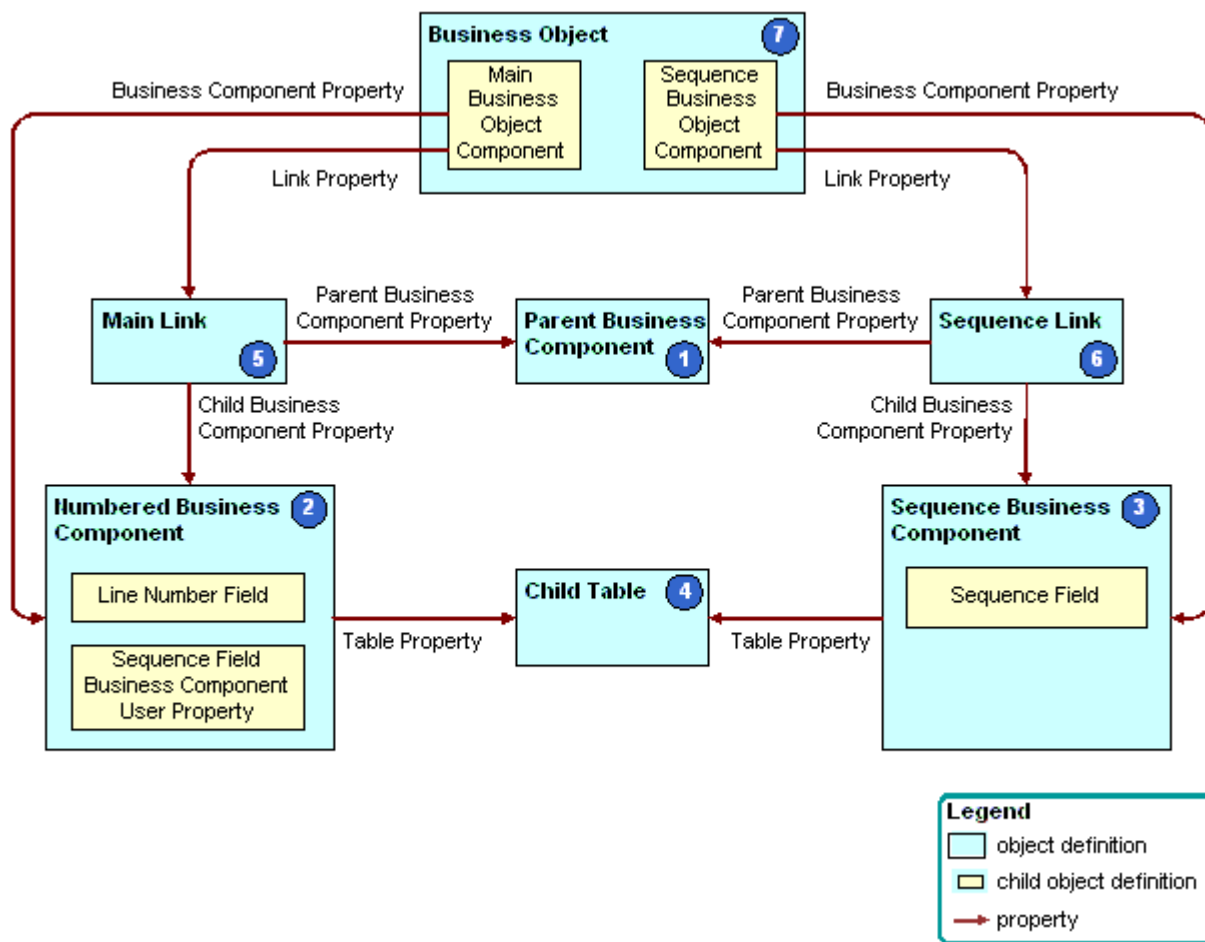 Business Object
7
Main
Business
Object
Component
Sequence
Business
Object
Component
Business Component Property
Business Component Property
Link Property
Link Property
Main Link
5
Parent Business
Component Property
Parent Business
Component
1
Parent Business
Component Property
Sequence Link
6
Child Business
Component Property
Child Business
Component Property
Numbered Business
Component
2
Line Number Field
Sequence Field
Business Component
User Property
Table Property
Child Table
4
Table Property
Sequence Business
Component
3
Sequence Field
Legend
object definition
child object definition
property